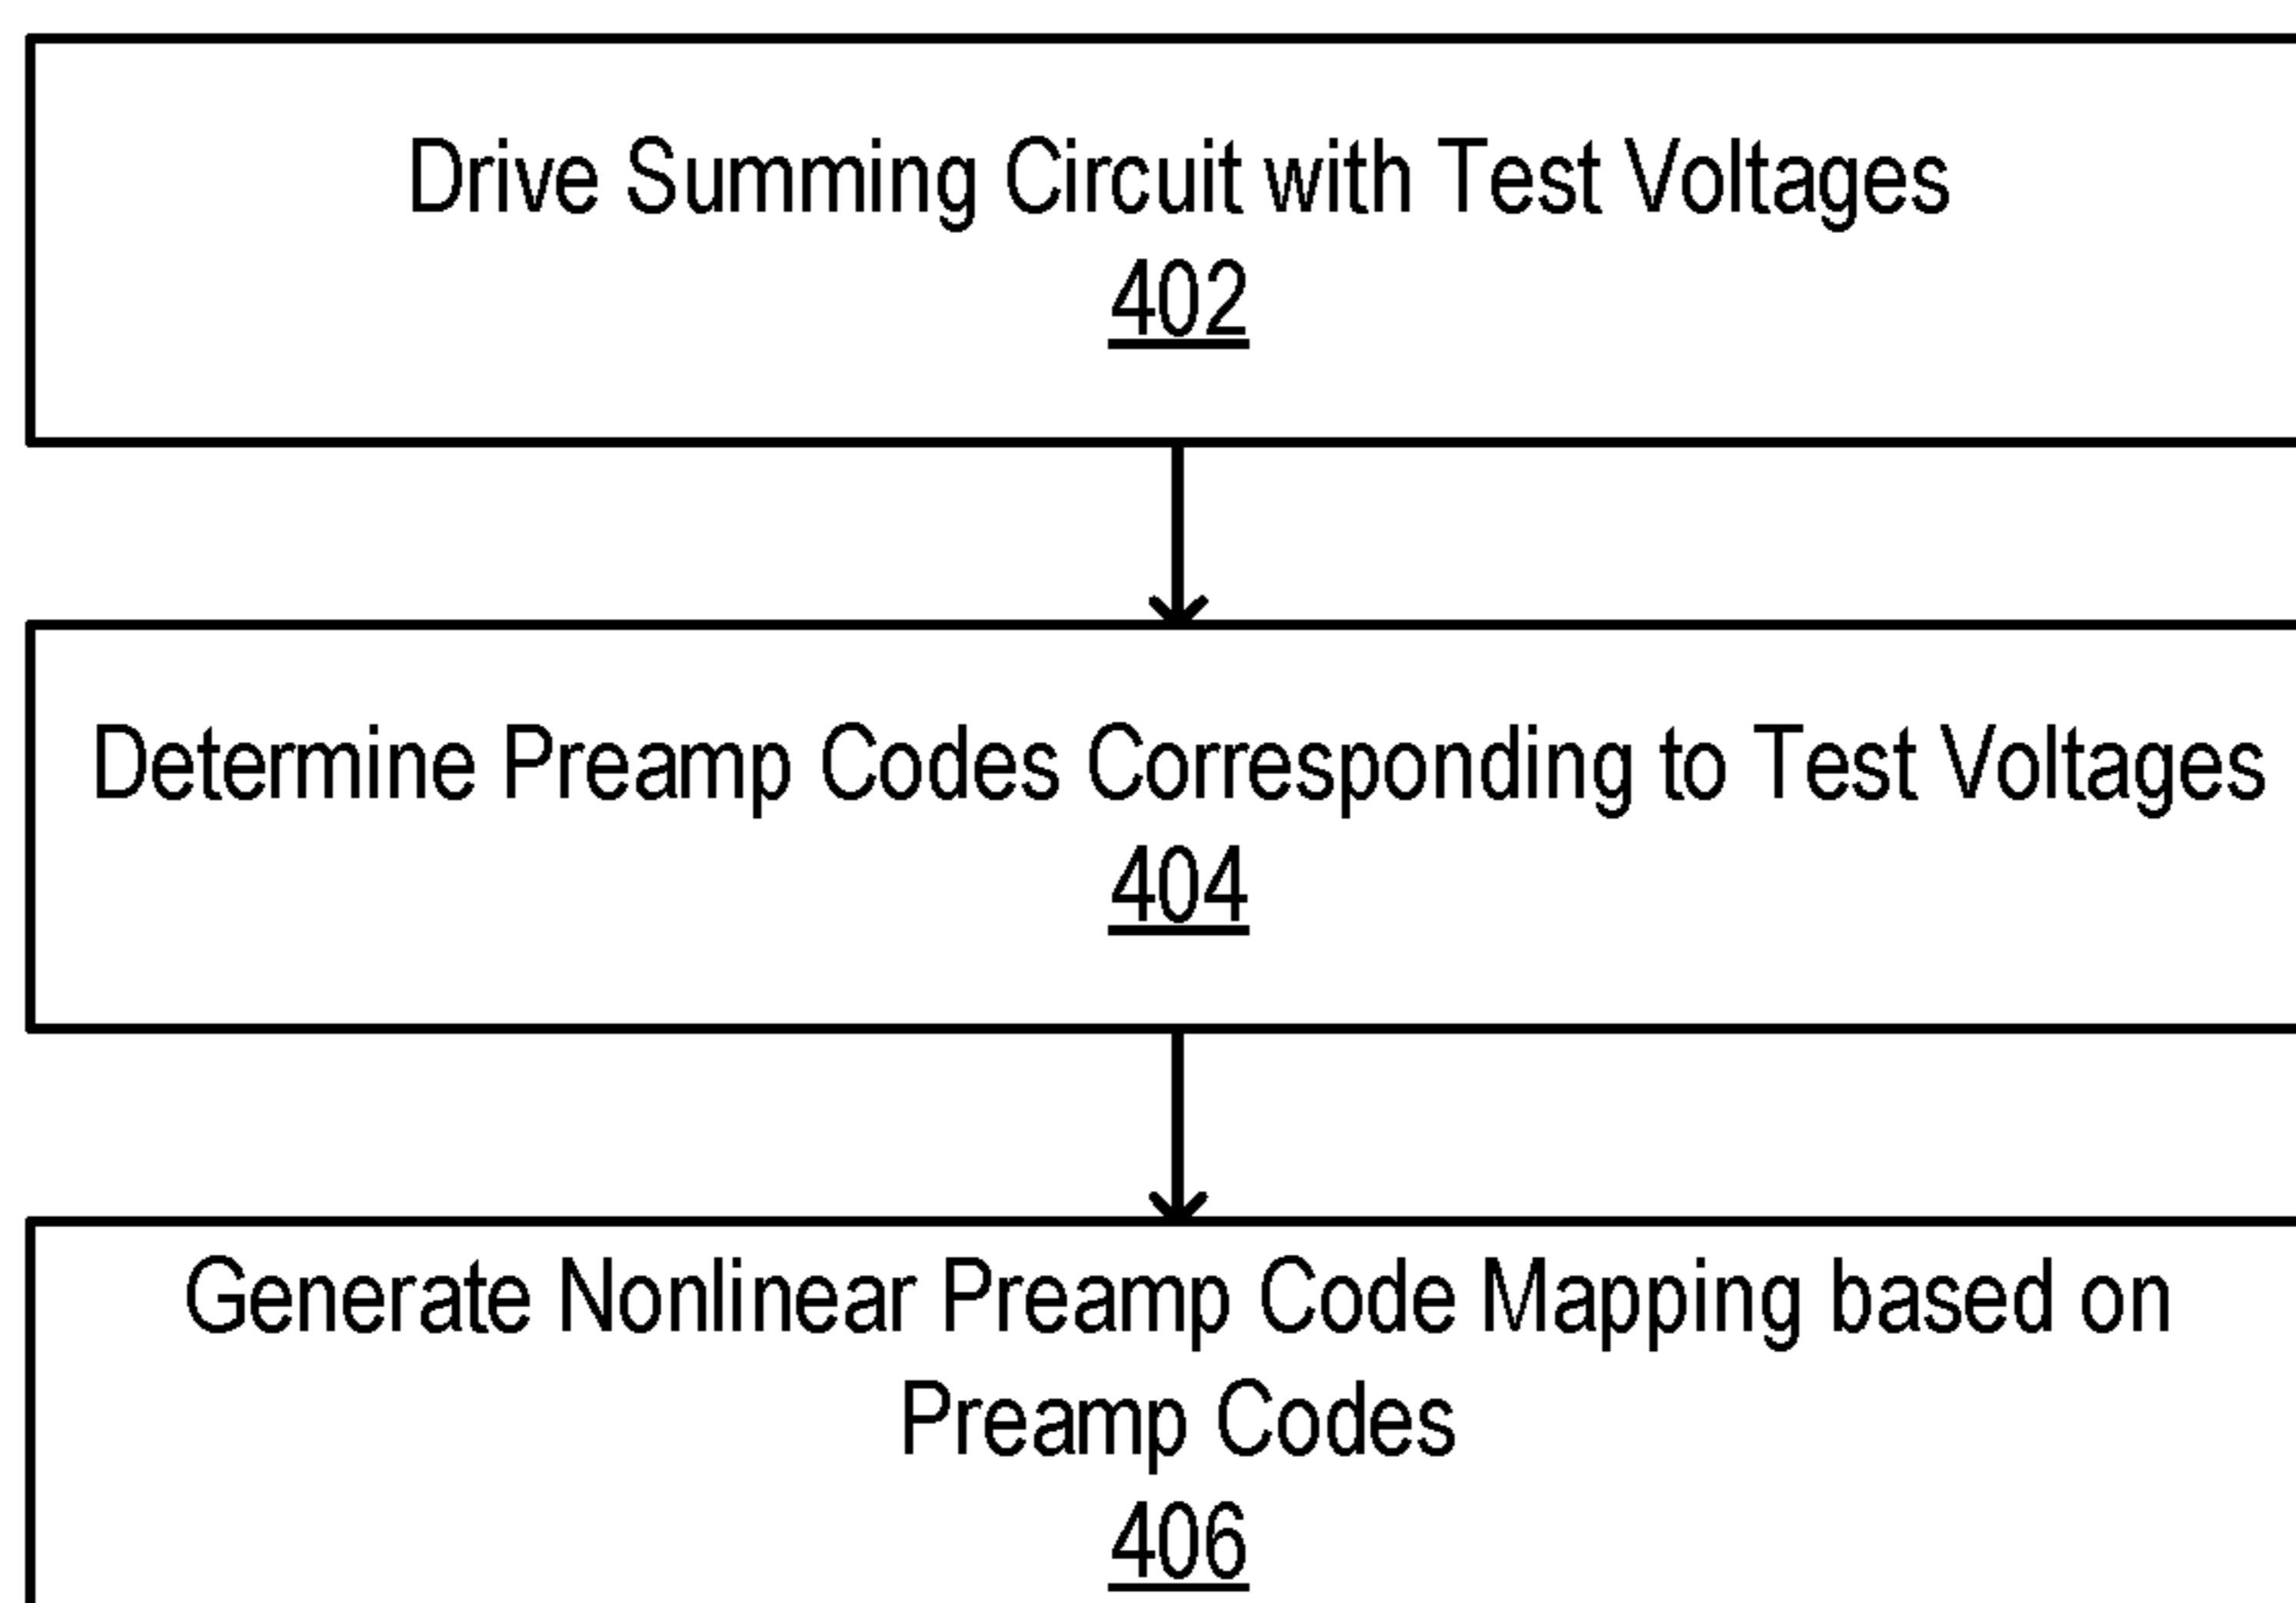 Drive Summing Circuit with Test Voltages
402
Determine Preamp Codes Corresponding to Test Voltages
404
Generate Nonlinear Preamp Code Mapping based on
Preamp Codes
406